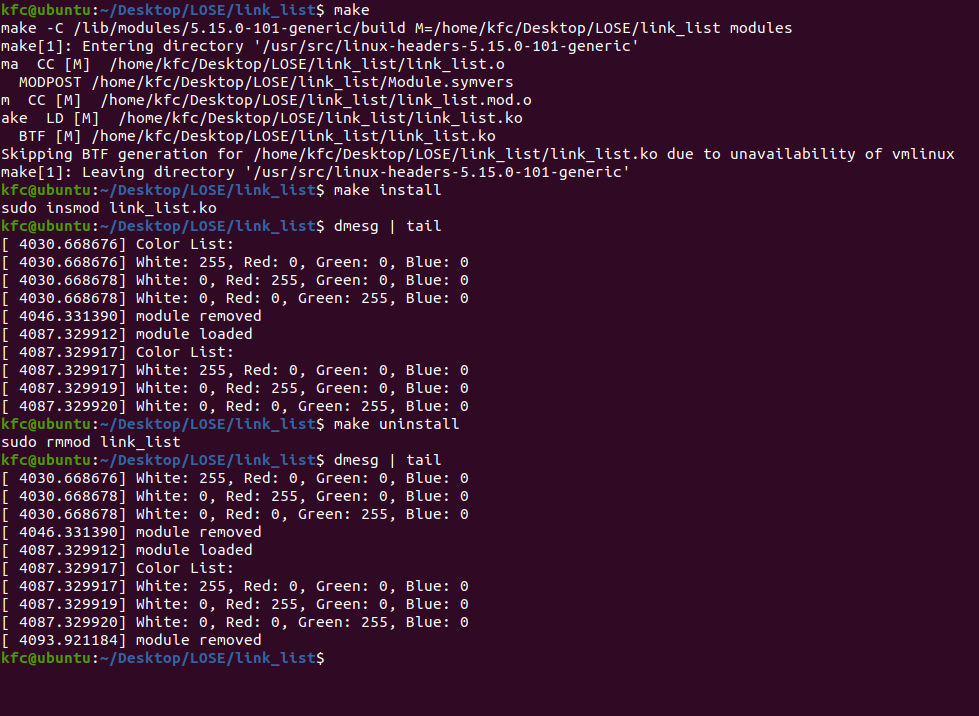 kfc@ubuntu:~/Desktop/LOSE/link_list$ make
make -C /lib/modules/5.15.0-101-generic/build M=/home/kfc/Desktop/LOSE/link_list modules
make[1]: Entering directory '/usr/src/linux-headers-5.15.0-101-generic'
ma  CC [M]  /home/kfc/Desktop/LOSE/link_list/link_list.o
  MODPOST /home/kfc/Desktop/LOSE/link_list/Module.symvers
m  CC [M]  /home/kfc/Desktop/LOSE/link_list/link_list.mod.o
ake  LD [M]  /home/kfc/Desktop/LOSE/link_list/link_list.ko
  BTF [M] /home/kfc/Desktop/LOSE/link_list/link_list.ko
Skipping BTF generation for /home/kfc/Desktop/LOSE/link_list/link_list.ko due to unavailability of vmlinux
make[1]: Leaving directory '/usr/src/linux-headers-5.15.0-101-generic'
kfc@ubuntu:~/Desktop/LOSE/link_list$ make install
sudo insmod link_list.ko
kfc@ubuntu:~/Desktop/LOSE/link_list$ dmesg | tail
[ 4030.668676] Color List:
[ 4030.668676] White: 255, Red: 0, Green: 0, Blue: 0
[ 4030.668678] White: 0, Red: 255, Green: 0, Blue: 0
[ 4030.668678] White: 0, Red: 0, Green: 255, Blue: 0
[ 4046.331390] module removed
[ 4087.329912] module loaded
[ 4087.329917] Color List:
[ 4087.329917] White: 255, Red: 0, Green: 0, Blue: 0
[ 4087.329919] White: 0, Red: 255, Green: 0, Blue: 0
[ 4087.329920] White: 0, Red: 0, Green: 255, Blue: 0
kfc@ubuntu:~/Desktop/LOSE/link_list$ make uninstall
sudo rmmod link_list
kfc@ubuntu:~/Desktop/LOSE/link_list$ dmesg | tail
[ 4030.668676] White: 255, Red: 0, Green: 0, Blue: 0
[ 4030.668678] White: 0, Red: 255, Green: 0, Blue: 0
[ 4030.668678] White: 0, Red: 0, Green: 255, Blue: 0
[ 4046.331390] module removed
[ 4087.329912] module loaded
[ 4087.329917] Color List:
[ 4087.329917] White: 255, Red: 0, Green: 0, Blue: 0
[ 4087.329919] White: 0, Red: 255, Green: 0, Blue: 0
[ 4087.329920] White: 0, Red: 0, Green: 255, Blue: 0
[ 4093.921184] module removed
kfc@ubuntu:~/Desktop/LOSE/link_list$